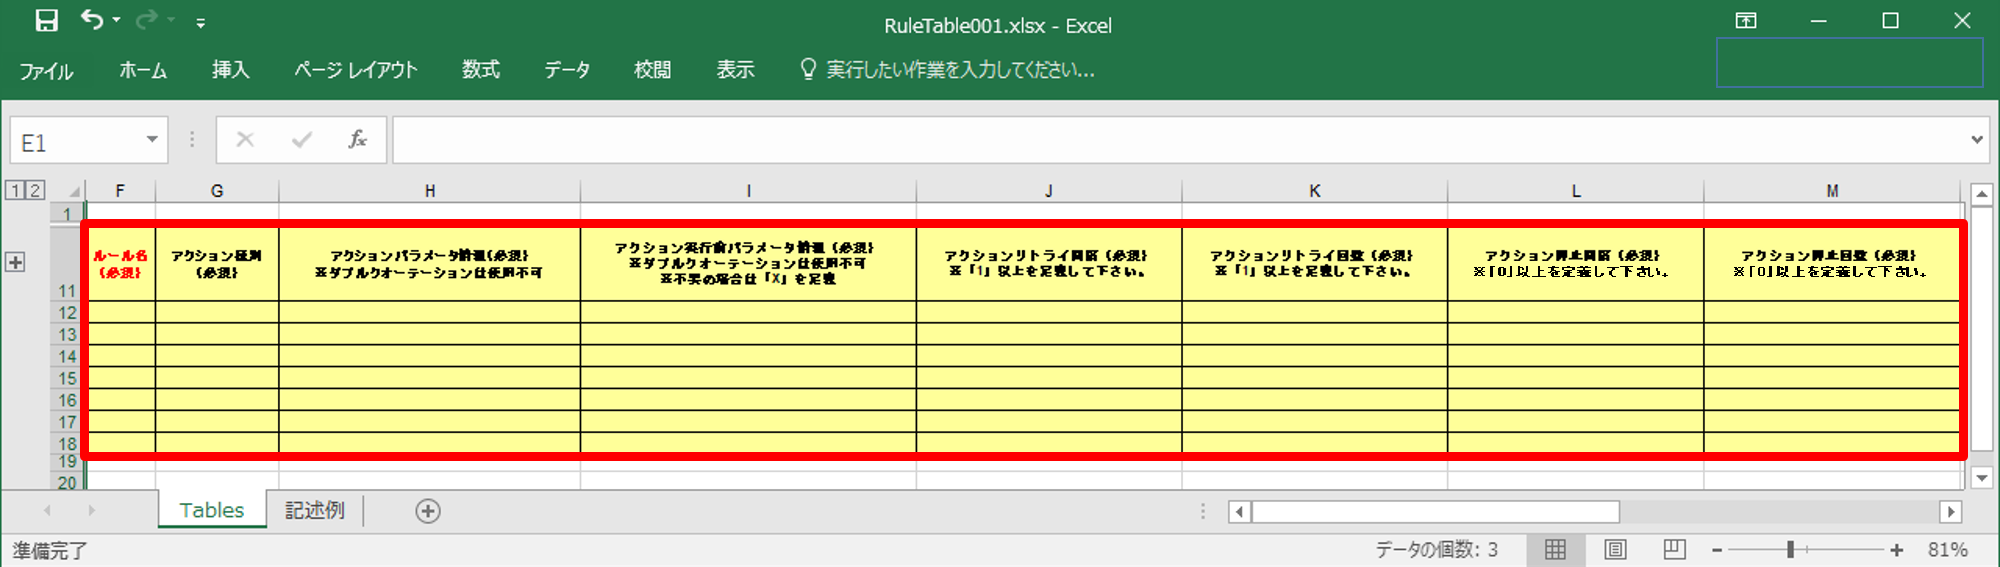 RuleTable001.xlsx - Excel
ファイル ホーム 挿入 ページ レイアウト 数式 データ 校閲 表示 実行したい作業を入力してください...
E1 fx
1 2 F G H I J K L M
1
ルール名
(必須)
アクション種別
(必須)
アクションパラメータ情報(必須)
※ダブルクオーテーションは使用不可
アクション実行前パラメータ情報 (必須)
※ダブルクオーテーションは使用不可
※不要の場合は「X」を定義
アクションリトライ間隔 (必須)
※「1」以上を定義して下さい。
アクションリトライ回数 (必須)
※「1」以上を定義して下さい。
アクション停止間隔 (必須)
※「0」以上を定義して下さい。
アクション停止回数 (必須)
※「0」以上を定義して下さい。
11
12
13
14
15
16
17
18
19
20
Tables 記述例
準備完了 データの個数: 3 81%